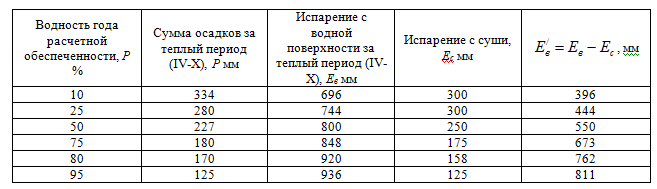 Водность года
расчетной
обеспеченности, P
%
Сумма осадков за
теплый период
(IV-X), P мм
Испарение с
водной
поверхности за
теплый период (IV-
X), Eв мм
Испарение с суши,
Ec мм
E/в = Eв − Ec , мм
10 334 696 300 396
25 280 744 300 444
50 227 800 250 550
75 180 848 175 673
80 170 920 158 762
95 125 936 125 811